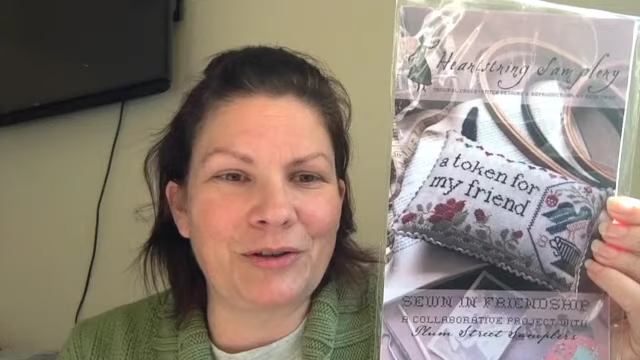 Heartstring Samplery
a token for
my friend
SEWN IN FRIENDSHIP
A COLLABORATIVE PROJECT WITH
Plum Street Samplers